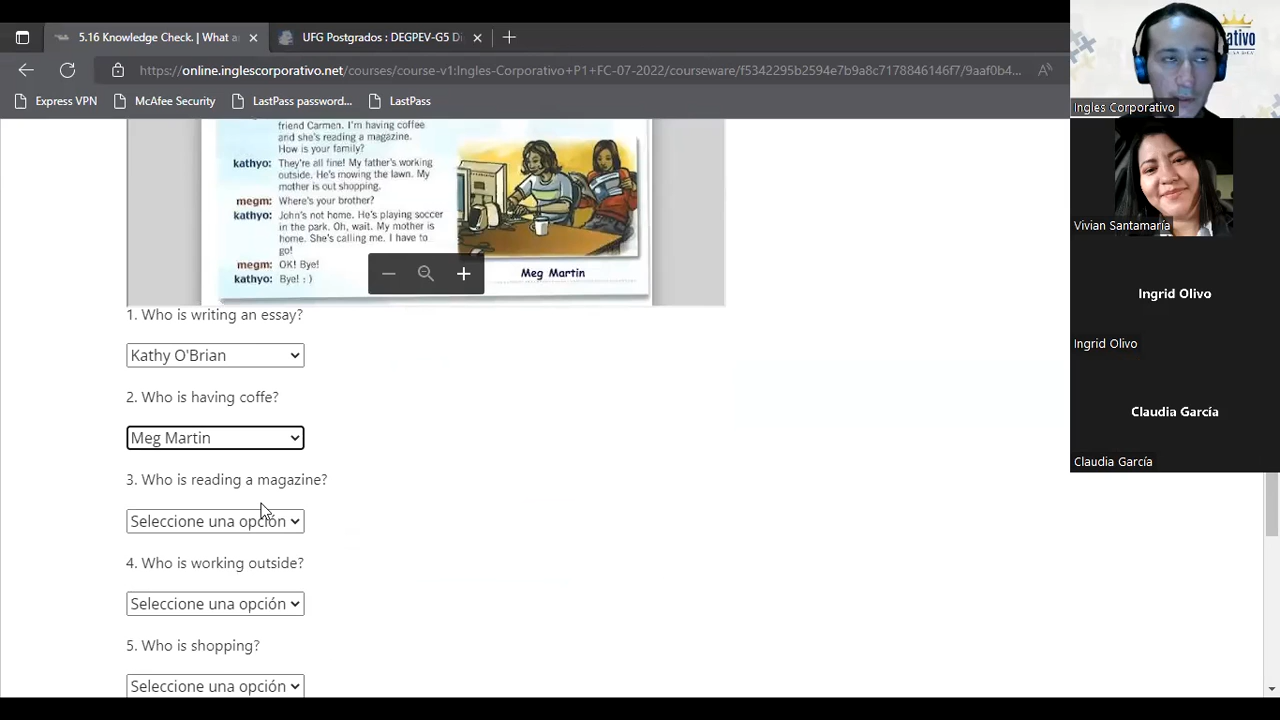 5.16 Knowledge Check. | What a
UFG Postgrados : DEGPEV-G5 Di
https://online.inglescorporativo.net/courses/course-v1:Ingles-Corporativo+P1+FC-07-2022/courseware/f5342295b2594e7b9a8c7178846146f7/9aaf0b4...
Express VPN
McAfee Security
LastPass password...
LastPass
friend Carmen. I'm having coffee
and she's reading a magazine.
How is your family?
kathyo: They're all fine! My father's working
outside. He's mowing the lawn. My
mother is out shopping.
megm: Where's your brother?
kathyo: John's not home. He's playing soccer
in the park. Oh, wait. My mother is
home. She's calling me. I have to
go!
megm: OK! Bye!
kathyo: Bye! : )
Meg Martin
1. Who is writing an essay?
Kathy O'Brian
2. Who is having coffe?
Meg Martin
3. Who is reading a magazine?
Seleccione una opción
4. Who is working outside?
Seleccione una opción
5. Who is shopping?
Seleccione una opción
ativo
Ingles Corporativo
Vivian Santamaría
Ingrid Olivo
Ingrid Olivo
Claudia García
Claudia García